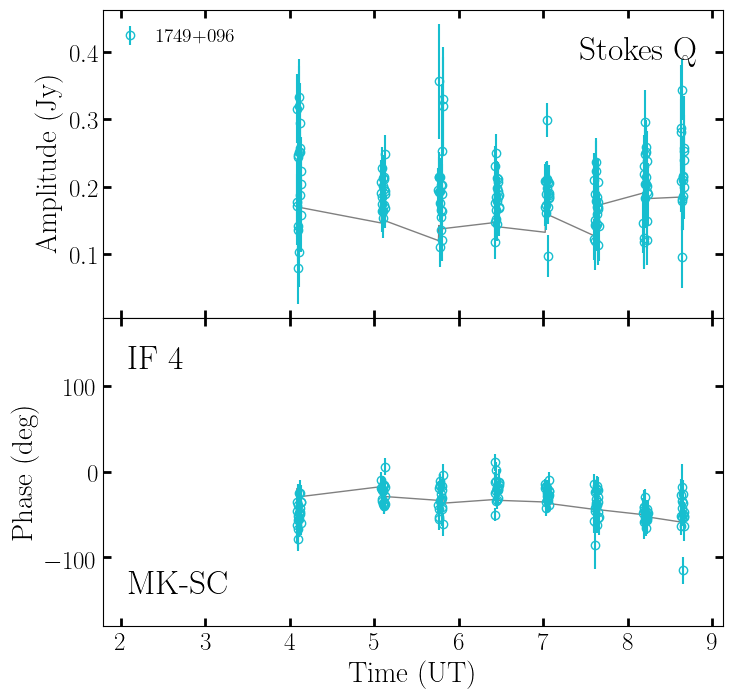 1749+096
Stokes Q
0.4
0.3
0.2
0.1
Amplitude (Jy)
IF 4
100
0
−100
Phase (deg)
MK-SC
2 3 4 5 6 7 8 9
Time (UT)